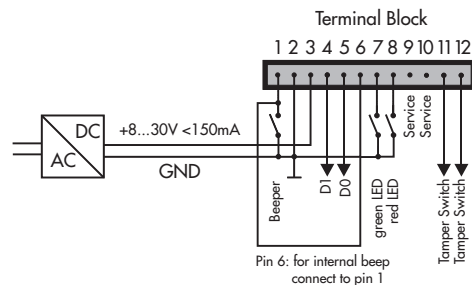 Terminal Block
1 2 3 4 5 6 7 8 9 10 11 12
DC
AC
+8...30V <150mA
GND
Beeper
D1
D0
green LED
red LED
Service
Service
Tamper Switch
Tamper Switch
Pin 6: for internal beep
connect to pin 1